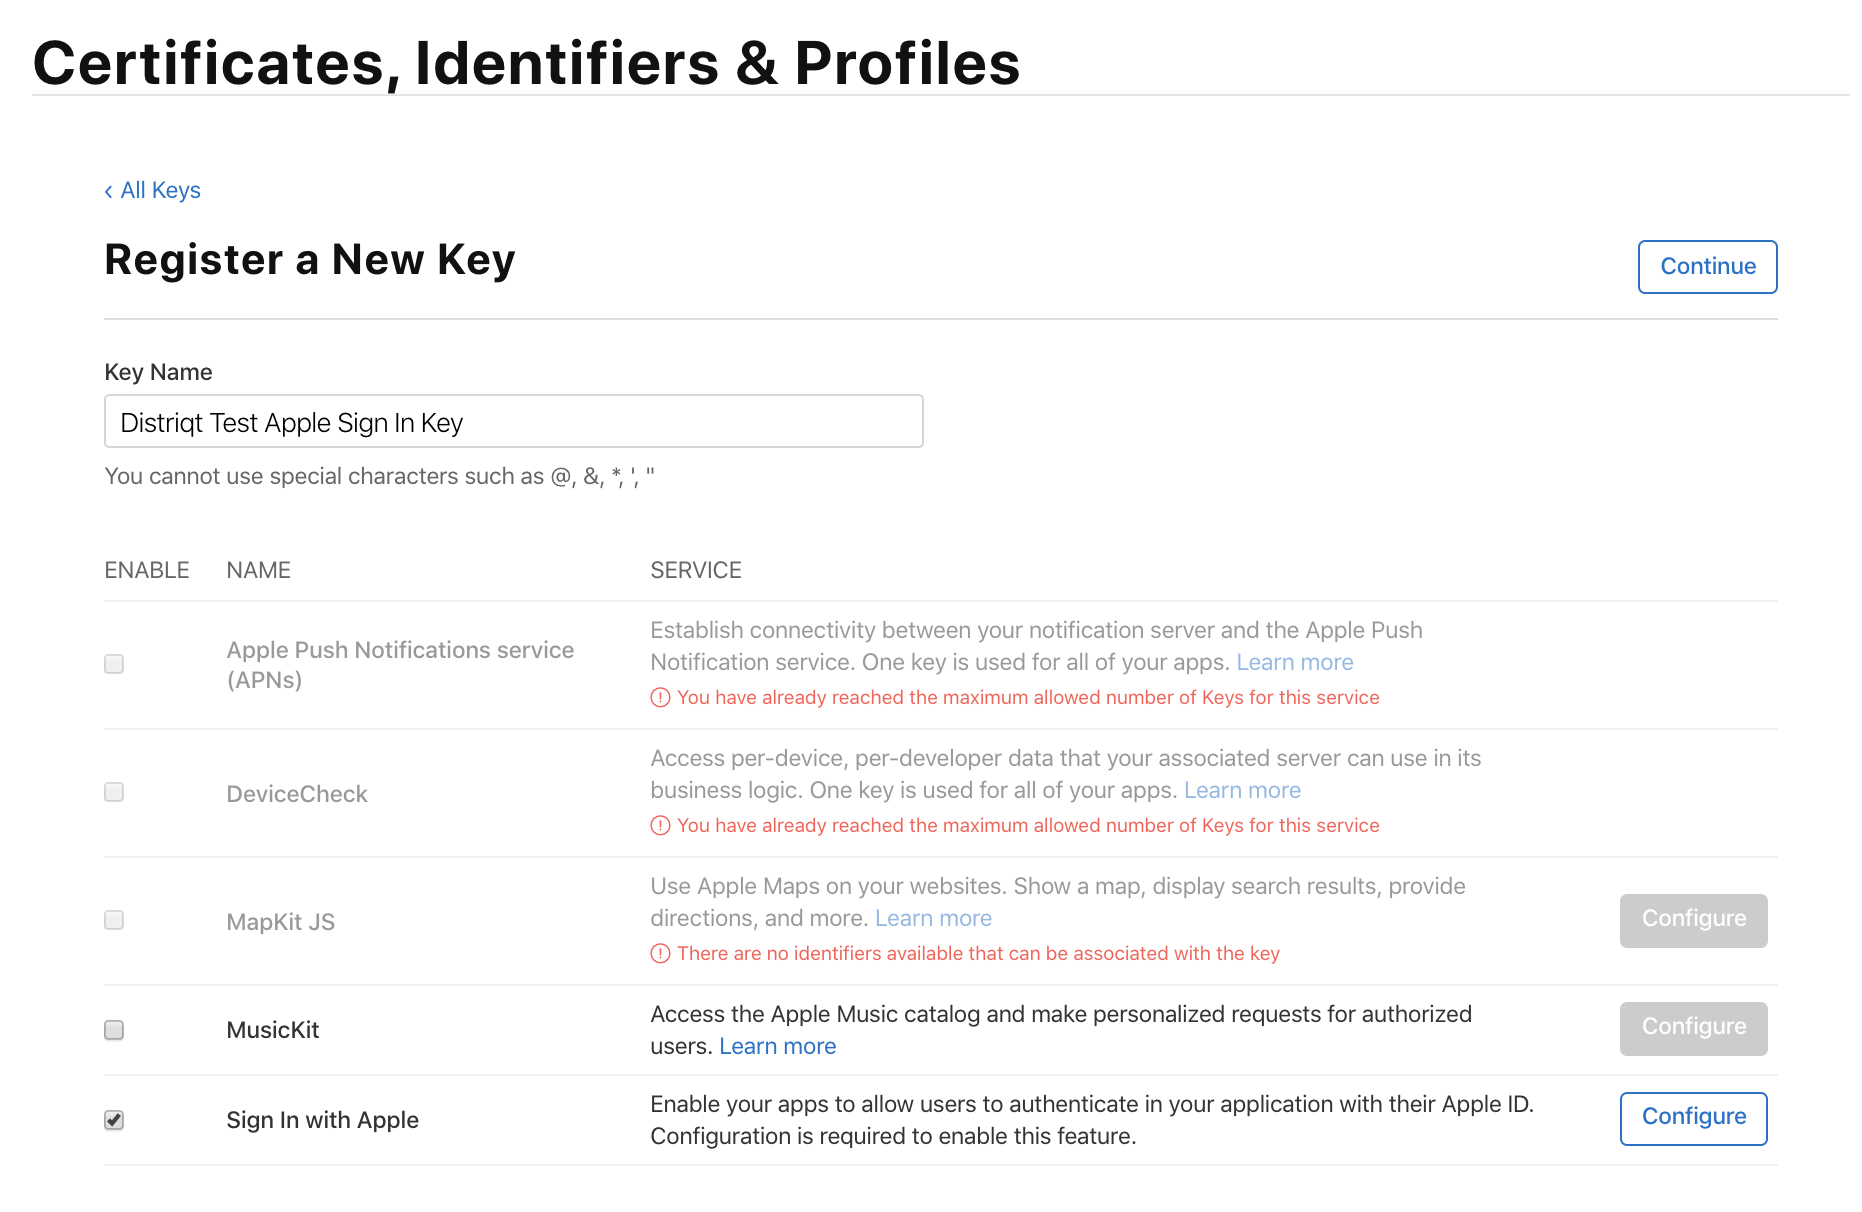 Certificates, Identifiers & Profiles
‹ All Keys
Register a New Key
Continue
Key Name
Distriqt Test Apple Sign In Key
You cannot use special characters such as @, &, *, ', "
ENABLE NAME SERVICE
Apple Push Notifications service
(APNs)
Establish connectivity between your notification server and the Apple Push
Notification service. One key is used for all of your apps. Learn more
You have already reached the maximum allowed number of Keys for this service
DeviceCheck
Access per-device, per-developer data that your associated server can use in its
business logic. One key is used for all of your apps. Learn more
You have already reached the maximum allowed number of Keys for this service
MapKit JS
Use Apple Maps on your websites. Show a map, display search results, provide
directions, and more. Learn more
There are no identifiers available that can be associated with the key
Configure
MusicKit
Access the Apple Music catalog and make personalized requests for authorized
users. Learn more
Configure
Sign In with Apple
Enable your apps to allow users to authenticate in your application with their Apple ID.
Configuration is required to enable this feature.
Configure